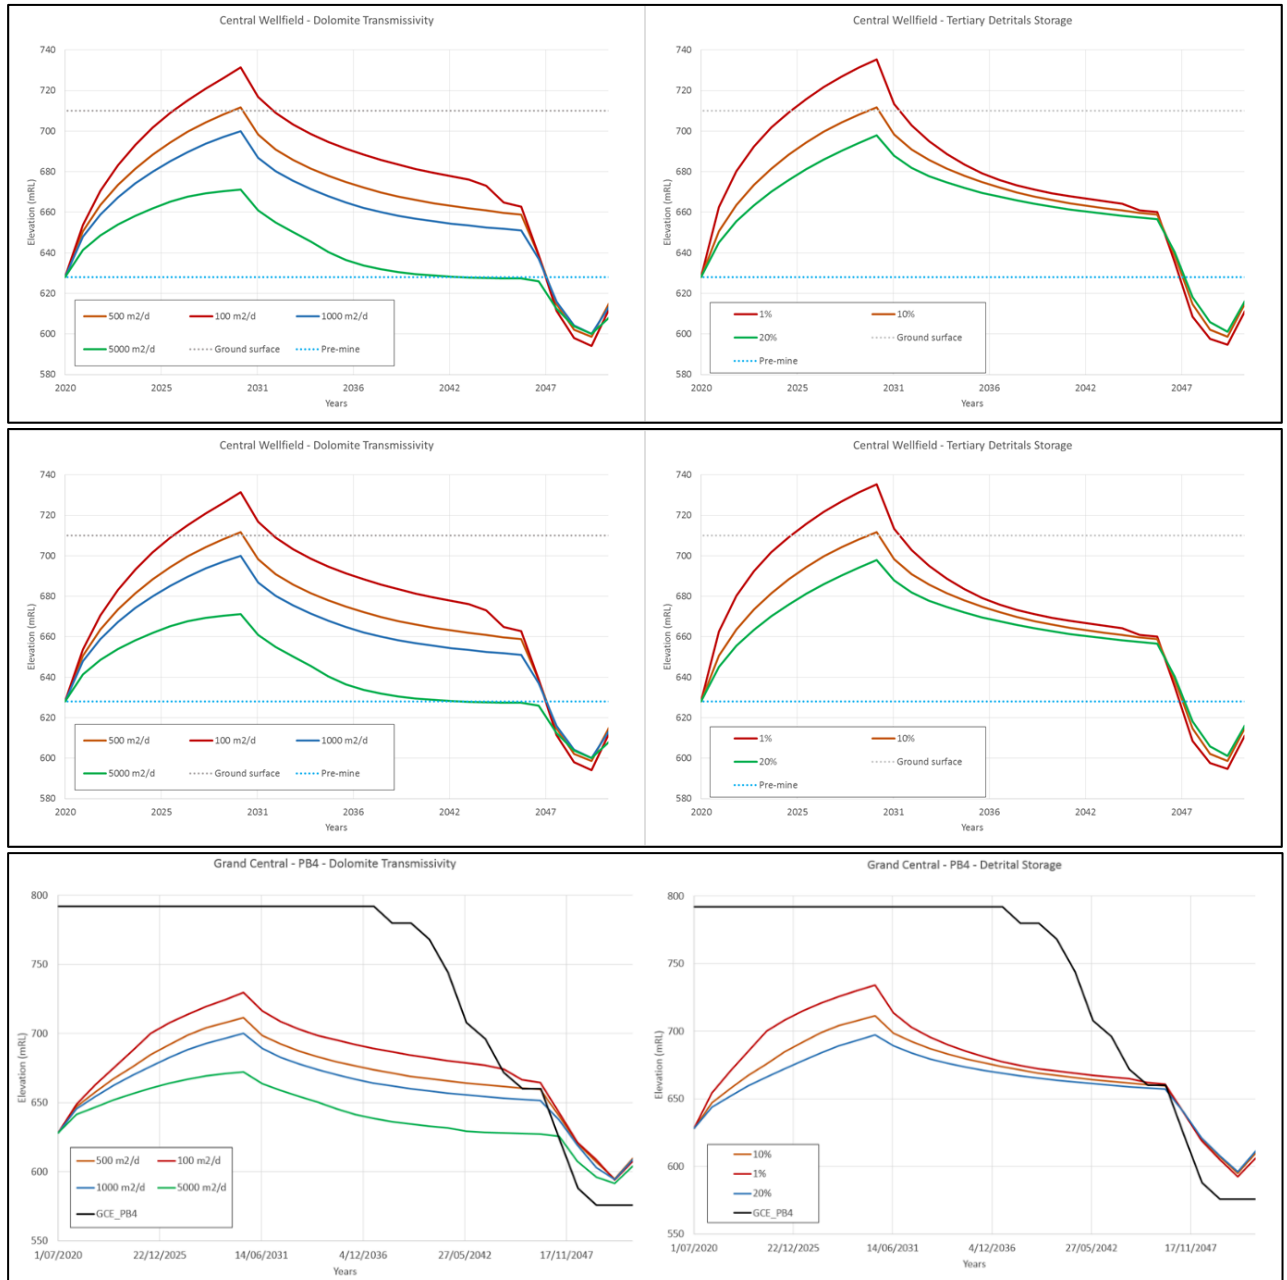 Central Wellfield - Dolomite Transmissivity
740
720
700
680
660
640
620
600
580
Elevation (mRL)
500 m2/d
100 m2/d
1000 m2/d
5000 m2/d
Ground surface
Pre-mine
2020
2025
2031
2036
2042
2047
Years
Central Wellfield - Tertiary Detritals Storage
740
720
700
680
660
640
620
600
580
Elevation (mRL)
1%
10%
20%
Ground surface
Pre-mine
2020
2025
2031
2036
2042
2047
Years
Central Wellfield - Dolomite Transmissivity
740
720
700
680
660
640
620
600
580
Elevation (mRL)
500 m2/d
100 m2/d
1000 m2/d
5000 m2/d
Ground surface
Pre-mine
2020
2025
2031
2036
2042
2047
Years
Central Wellfield - Tertiary Detritals Storage
740
720
700
680
660
640
620
600
580
Elevation (mRL)
1%
10%
20%
Ground surface
Pre-mine
2020
2025
2031
2036
2042
2047
Years
Grand Central - PB4 - Dolomite Transmissivity
800
750
700
650
600
550
Elevation (mRL)
500 m2/d
100 m2/d
1000 m2/d
5000 m2/d
GCE_PB4
1/07/2020
22/12/2025
14/06/2031
4/12/2036
27/05/2042
17/11/2047
Years
Grand Central - PB4 - Detrital Storage
800
750
700
650
600
550
Elevation (mRL)
10%
1%
20%
GCE_PB4
1/07/2020
22/12/2025
14/06/2031
4/12/2036
27/05/2042
17/11/2047
Years